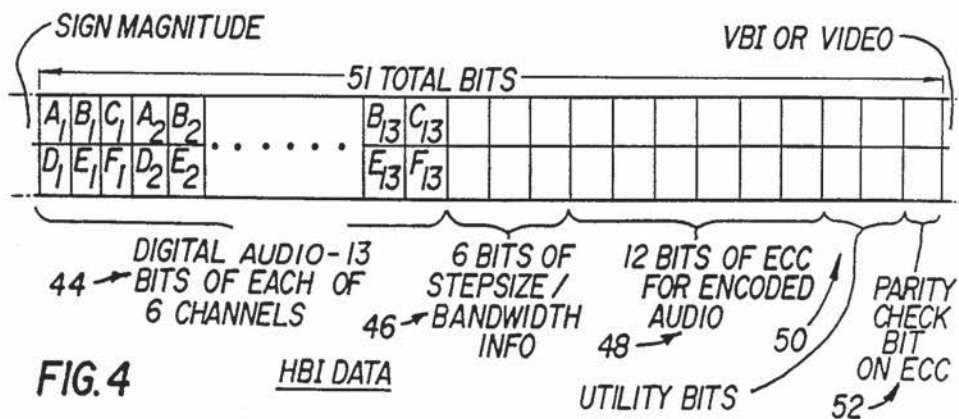 SIGN MAGNITUDE
VBI OR VIDEO
51 TOTAL BITS
A1 B1 C1 A2 B2 ...... B13 C13
D1 E1 F1 D2 E2 E13 F13
DIGITAL AUDIO-13
BITS OF EACH OF
6 CHANNELS
44
6 BITS OF
STEPSIZE/
BANDWIDTH
INFO
46
12 BITS OF ECC
FOR ENCODED
AUDIO
48
50
UTILITY BITS
PARITY
CHECK
BIT
ON ECC
52
FIG. 4
HBI DATA